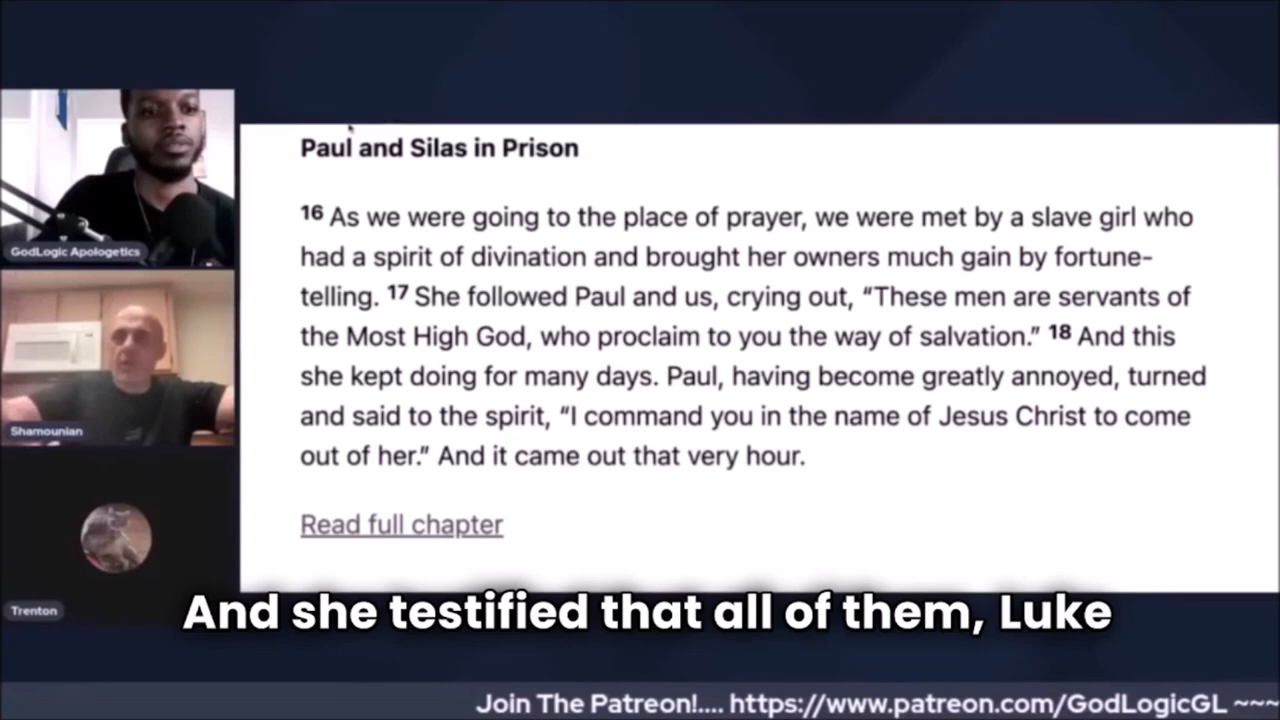 GodLogic Apologetics
Shamounian
Trenton
Paul and Silas in Prison
16 As we were going to the place of prayer, we were met by a slave girl who
had a spirit of divination and brought her owners much gain by fortune-
telling. 17 She followed Paul and us, crying out, “These men are servants of
the Most High God, who proclaim to you the way of salvation.” 18 And this
she kept doing for many days. Paul, having become greatly annoyed, turned
and said to the spirit, “I command you in the name of Jesus Christ to come
out of her.” And it came out that very hour.
Read full chapter
And she testified that all of them, Luke
Join The Patreon!.... https://www.patreon.com/GodLogicGL ~~~